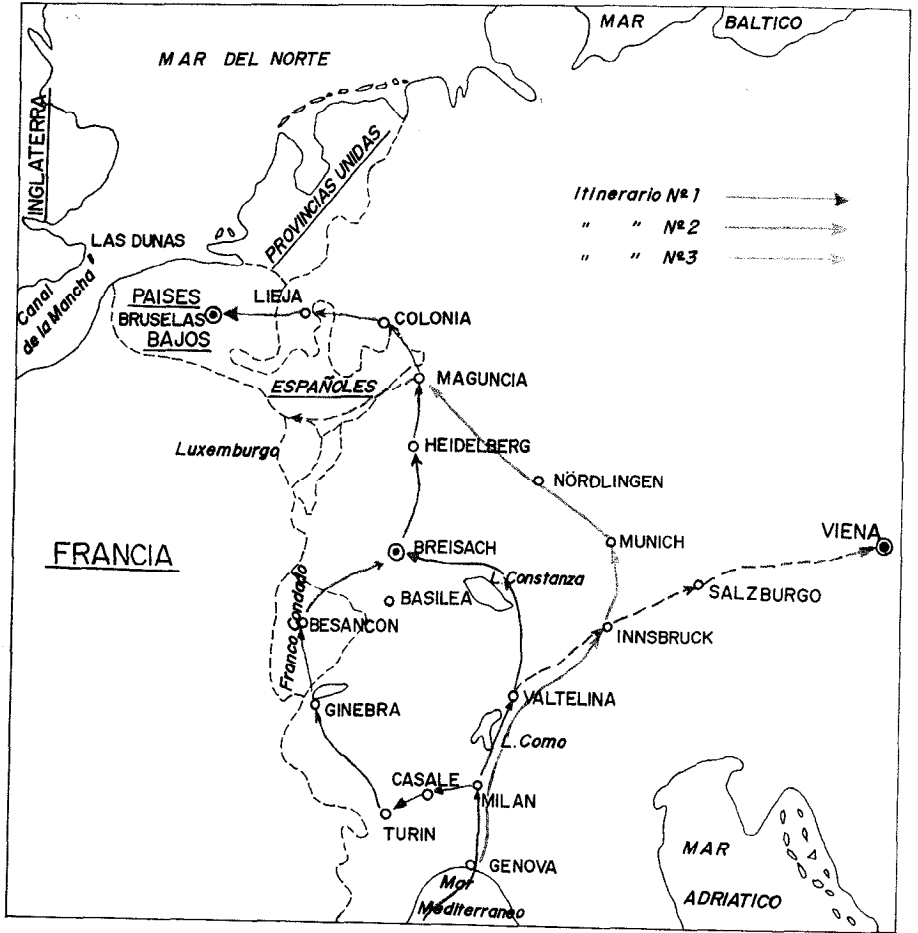 MAR BALTICO
MAR DEL NORTE
INGLATERRA
PROVINCIAS UNIDAS
Itinerario Nº 1
" " Nº 2
" " Nº 3
LAS DUNAS
Canal
de la Mancha
PAISES
BRUSELAS
BAJOS
LIEJA
COLONIA
ESPAÑOLES
MAGUNCIA
Luxemburgo
HEIDELBERG
NÖRDLINGEN
FRANCIA
BREISACH
MUNICH
VIENA
L. Constanza
BASILEA
SALZBURGO
Franco Condado
BESANCON
INNSBRUCK
GINEBRA
VALTELINA
L. Como
CASALE
MILAN
TURIN
GENOVA
Mar
Mediterraneo
MAR
ADRIATICO